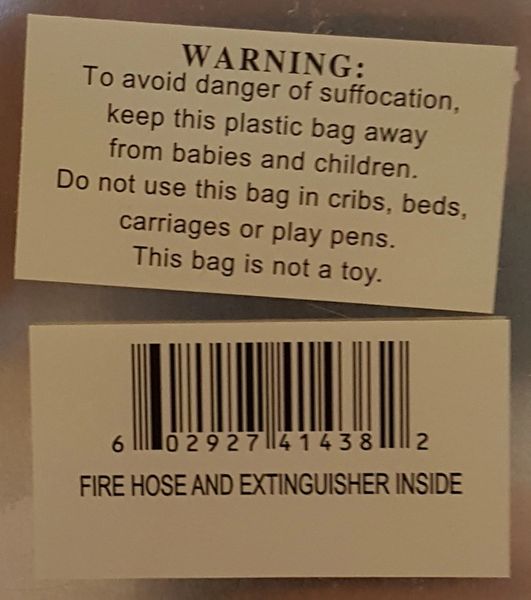 WARNING:
To avoid danger of suffocation,
keep this plastic bag away
from babies and children.
Do not use this bag in cribs, beds,
carriages or play pens.
This bag is not a toy.
6 02927 41438 2
FIRE HOSE AND EXTINGUISHER INSIDE